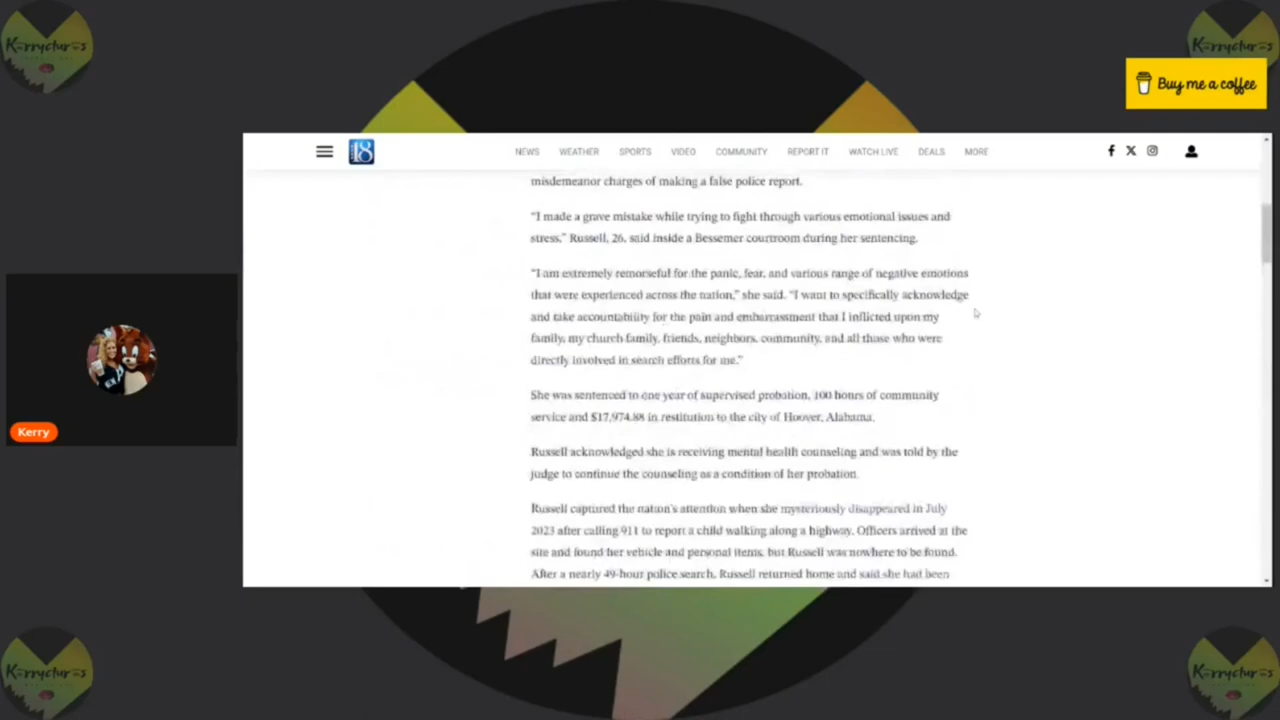 Kerryctures
Kerryctures
Buy me a coffee
18
NEWS WEATHER SPORTS VIDEO COMMUNITY REPORT IT WATCH LIVE DEALS MORE
misdemeanor charges of making a false police report.
“I made a grave mistake while trying to fight through various emotional issues and
stress,” Russell, 26, said inside a Bessemer courtroom during her sentencing.
“I am extremely remorseful for the panic, fear, and various range of negative emotions
that were experienced across the nation,” she said. “I want to specifically acknowledge
and take accountability for the pain and embarrassment that I inflicted upon my
family, my church family, friends, neighbors, community, and all those who were
directly involved in search efforts for me.”
She was sentenced to one year of supervised probation, 100 hours of community
service and $17,974.88 in restitution to the city of Hoover, Alabama.
Russell acknowledged she is receiving mental health counseling and was told by the
judge to continue the counseling as a condition of her probation.
Russell captured the nation's attention when she mysteriously disappeared in July
2023 after calling 911 to report a child walking along a highway. Officers arrived at the
site and found her vehicle and personal items, but Russell was nowhere to be found.
After a nearly 49-hour police search, Russell returned home and said she had been
Kerry
Kerryctures
Kerryctures